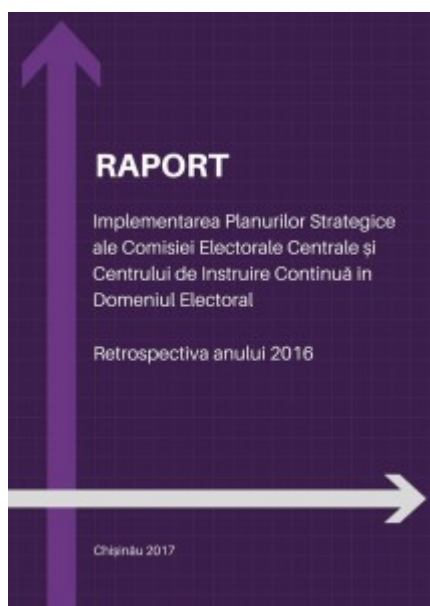 RAPORT
Implementarea Planurilor Strategice
ale Comisiei Electorale Centrale și
Centrului de Instruire Continuă in
Domeniul Electoral
Retrospectiva anului 2016
Chișinău 2017